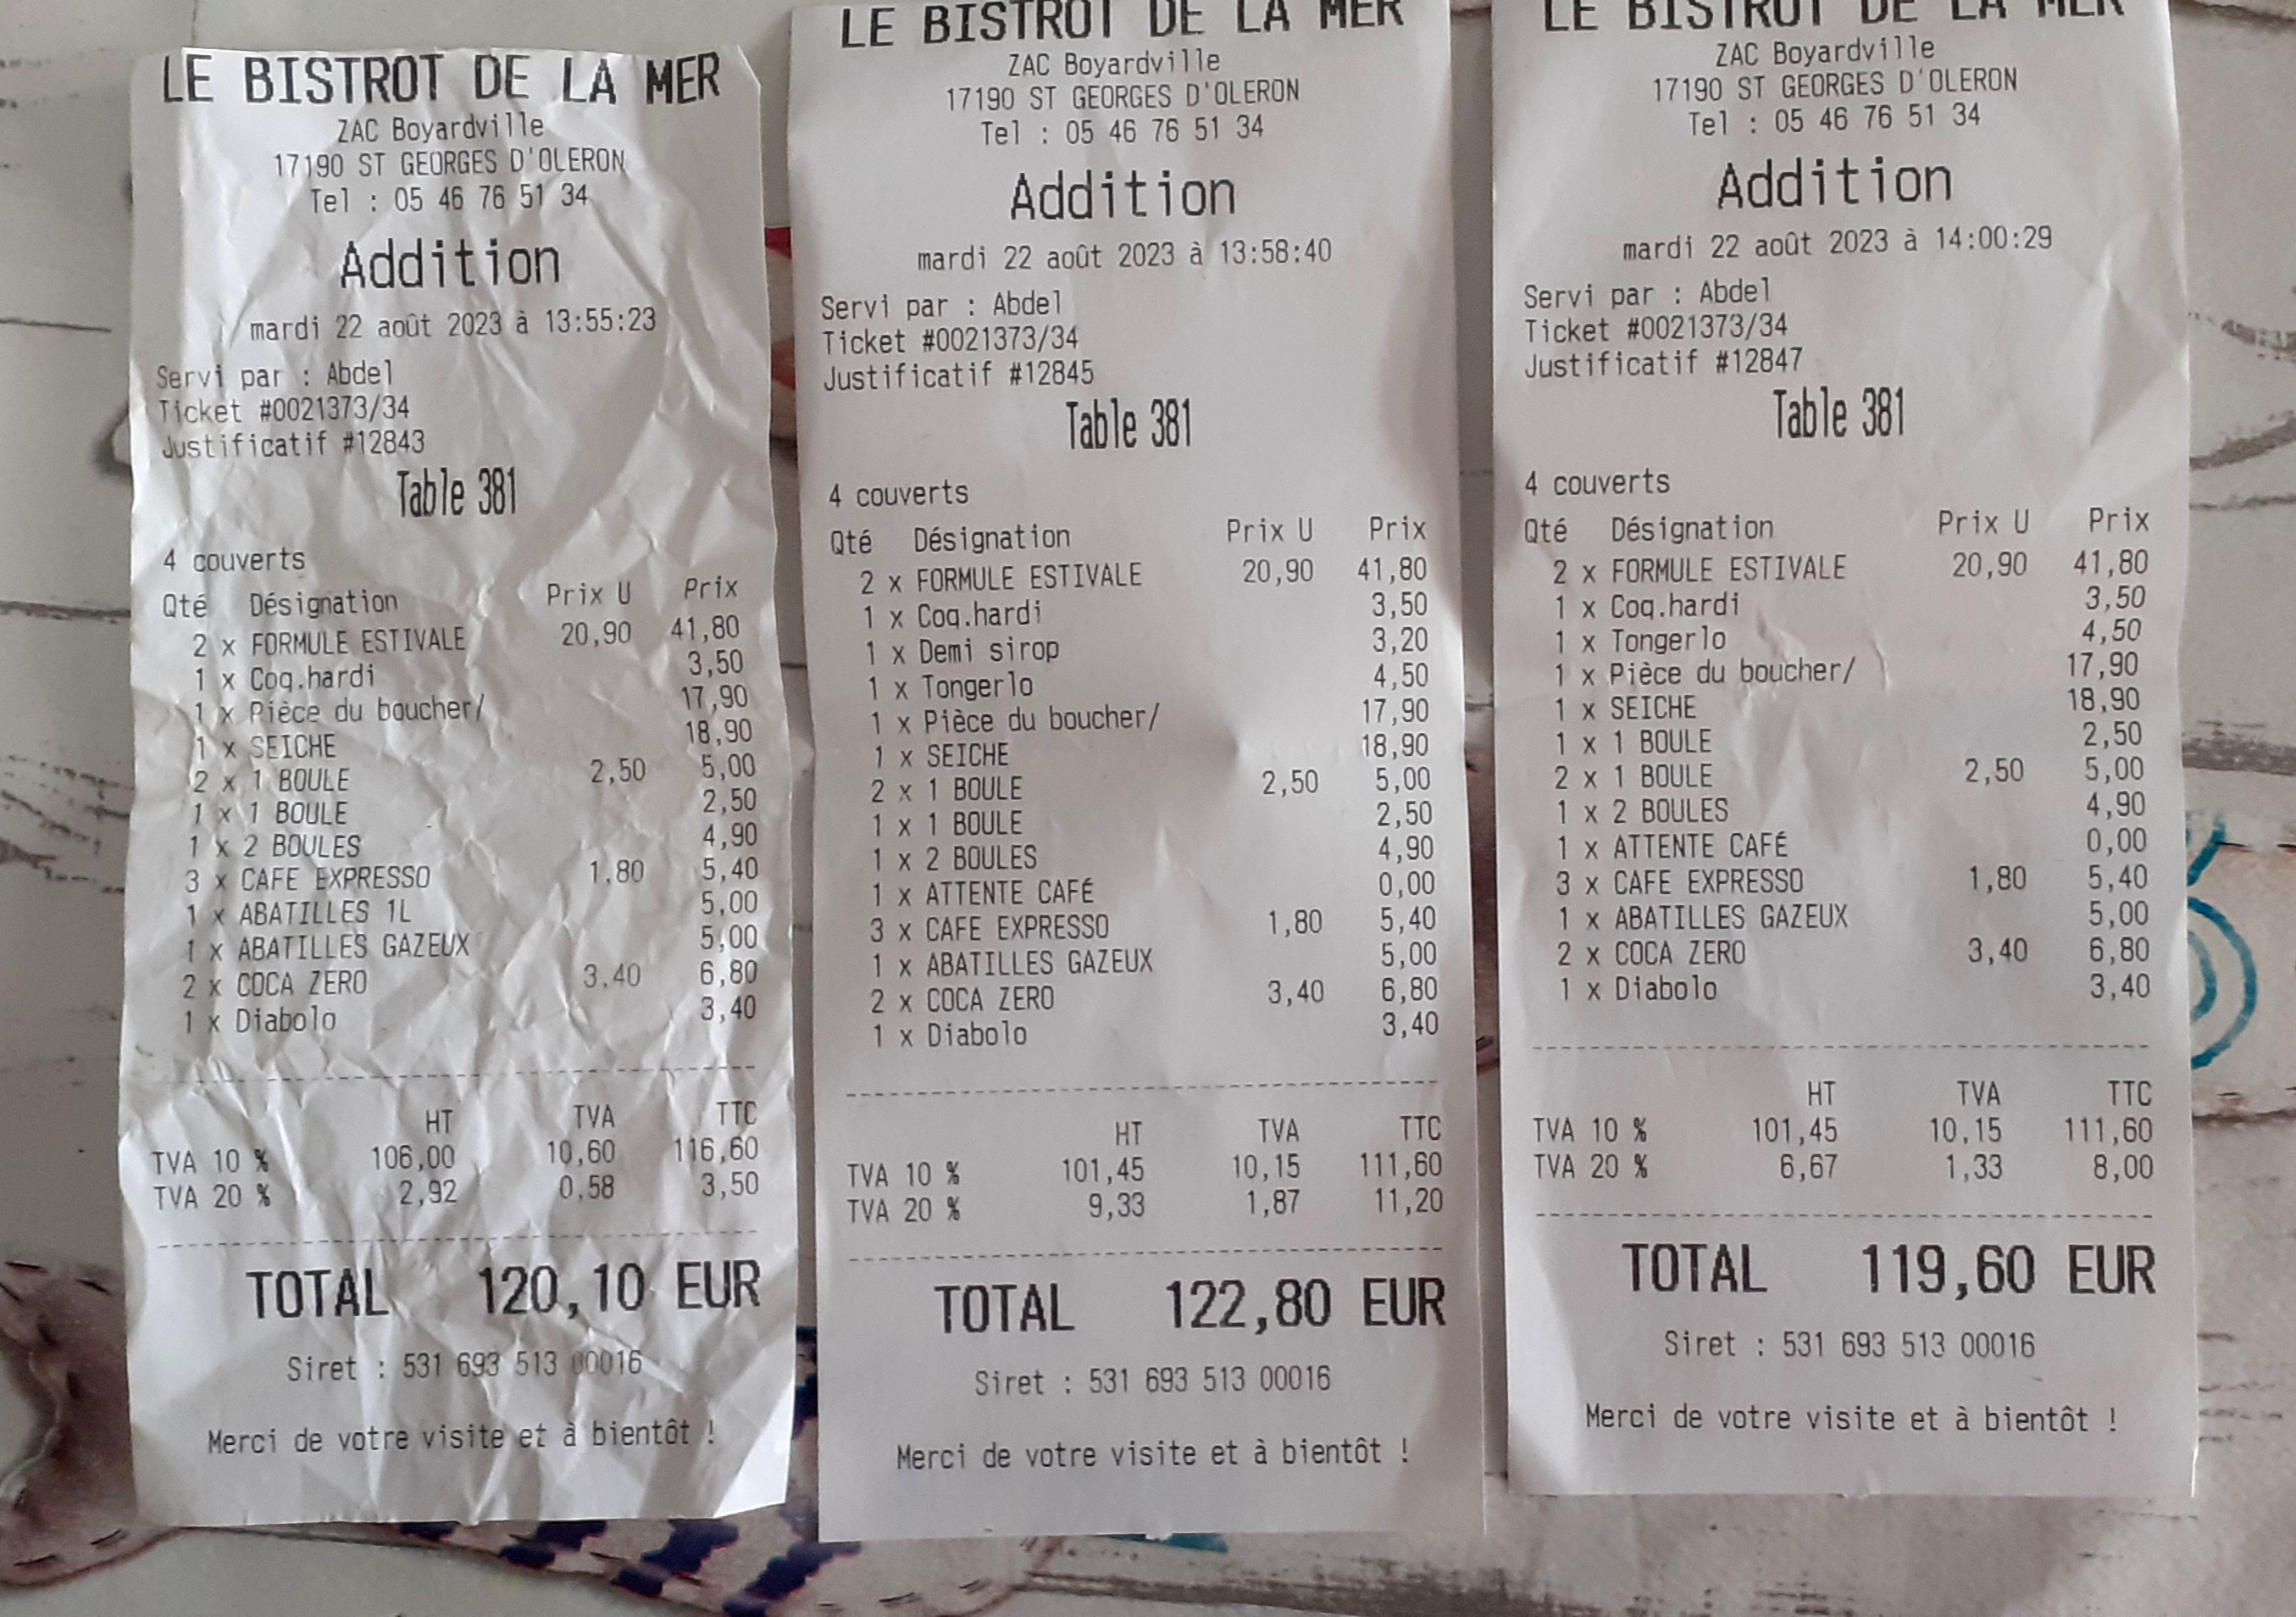 LE BISTROT DE LA MER
ZAC Boyardville
17190 ST GEORGES D'OLERON
Tel : 05 46 76 51 34
Addition
mardi 22 août 2023 à 13:55:23
Servi par : Abdel
Ticket #0021373/34
Justificatif #12843
Table 381
4 couverts
Qté Désignation Prix U Prix
2 x FORMULE ESTIVALE 20,90 41,80
1 x Coq.hardi 3,50
1 x Pièce du boucher/ 17,90
1 x SEICHE 18,90
2 x 1 BOULE 2,50 5,00
1 x 1 BOULE 2,50
1 x 2 BOULES 4,90
3 x CAFE EXPRESSO 1,80 5,40
1 x ABATILLES 1L 5,00
1 x ABATILLES GAZEUX 5,00
2 x COCA ZERO 3,40 6,80
1 x Diabolo 3,40
HT TVA TTC
TVA 10 % 106,00 10,60 116,60
TVA 20 % 2,92 0,58 3,50
TOTAL 120,10 EUR
Siret : 531 693 513 00016
Merci de votre visite et à bientôt !
LE BISTROT DE LA MER
ZAC Boyardville
17190 ST GEORGES D'OLERON
Tel : 05 46 76 51 34
Addition
mardi 22 août 2023 à 13:58:40
Servi par : Abdel
Ticket #0021373/34
Justificatif #12845
Table 381
4 couverts
Qté Désignation Prix U Prix
2 x FORMULE ESTIVALE 20,90 41,80
1 x Coq.hardi 3,50
1 x Demi sirop 3,20
1 x Tongerlo 4,50
1 x Pièce du boucher/ 17,90
1 x SEICHE 18,90
2 x 1 BOULE 2,50 5,00
1 x 1 BOULE 2,50
1 x 2 BOULES 4,90
1 x ATTENTE CAFÉ 0,00
3 x CAFE EXPRESSO 1,80 5,40
1 x ABATILLES GAZEUX 5,00
2 x COCA ZERO 3,40 6,80
1 x Diabolo 3,40
HT TVA TTC
TVA 10 % 101,45 10,15 111,60
TVA 20 % 9,33 1,87 11,20
TOTAL 122,80 EUR
Siret : 531 693 513 00016
Merci de votre visite et à bientôt !
LE BISTROT DE LA MER
ZAC Boyardville
17190 ST GEORGES D'OLERON
Tel : 05 46 76 51 34
Addition
mardi 22 août 2023 à 14:00:29
Servi par : Abdel
Ticket #0021373/34
Justificatif #12847
Table 381
4 couverts
Qté Désignation Prix U Prix
2 x FORMULE ESTIVALE 20,90 41,80
1 x Coq.hardi 3,50
1 x Tongerlo 4,50
1 x Pièce du boucher/ 17,90
1 x SEICHE 18,90
1 x 1 BOULE 2,50
2 x 1 BOULE 2,50 5,00
1 x 2 BOULES 4,90
1 x ATTENTE CAFÉ 0,00
3 x CAFE EXPRESSO 1,80 5,40
1 x ABATILLES GAZEUX 5,00
2 x COCA ZERO 3,40 6,80
1 x Diabolo 3,40
HT TVA TTC
TVA 10 % 101,45 10,15 111,60
TVA 20 % 6,67 1,33 8,00
TOTAL 119,60 EUR
Siret : 531 693 513 00016
Merci de votre visite et à bientôt !